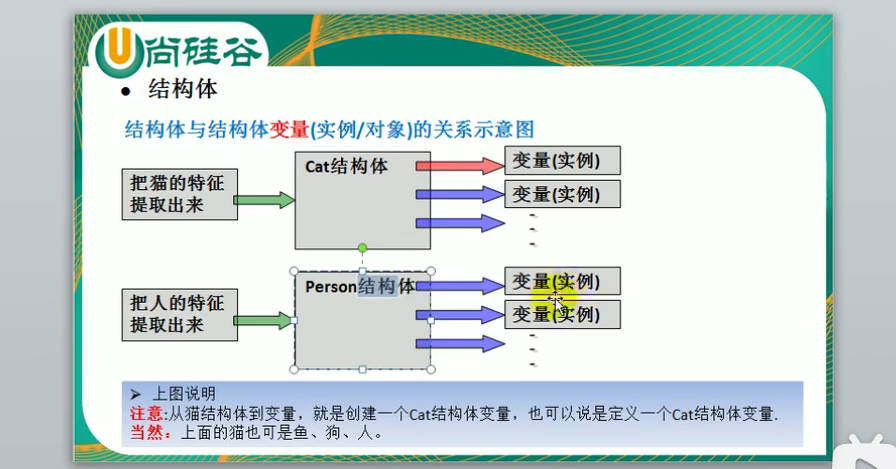 尚硅谷
结构体
结构体与结构体变量(实例/对象)的关系示意图
把猫的特征
提取出来
Cat结构体
变量(实例)
变量(实例)
把人的特征
提取出来
Person结构体
变量(实例)
变量(实例)
上图说明
注意:从猫结构体到变量，就是创建一个Cat结构体变量，也可以说是定义一个Cat结构体变量.
当然：上面的猫也可是鱼、狗、人。